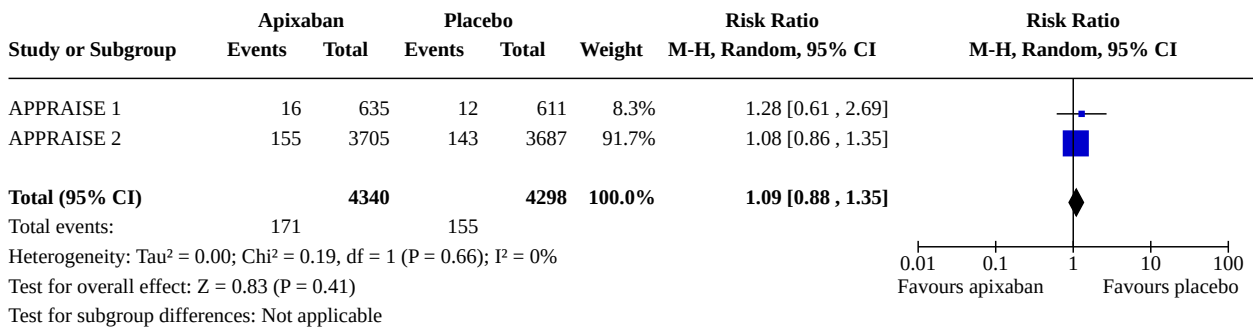 Apixaban Placebo Risk Ratio Risk Ratio
Study or Subgroup Events Total Events Total Weight M-H, Random, 95% CI M-H, Random, 95% CI
APPRAISE 1 16 635 12 611 8.3% 1.28 [0.61 , 2.69]
APPRAISE 2 155 3705 143 3687 91.7% 1.08 [0.86 , 1.35]
Total (95% CI) 4340 4298 100.0% 1.09 [0.88 , 1.35]
Total events: 171 155
Heterogeneity: Tau² = 0.00; Chi² = 0.19, df = 1 (P = 0.66); I² = 0%
0.01 0.1 1 10 100
Test for overall effect: Z = 0.83 (P = 0.41)
Favours apixaban Favours placebo
Test for subgroup differences: Not applicable